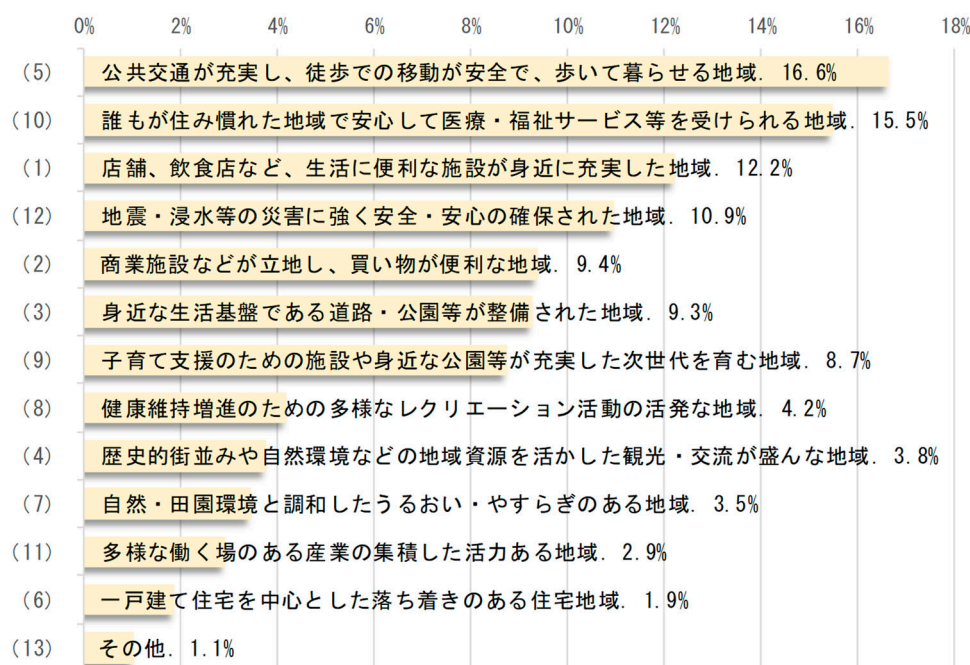 0% 2% 4% 6% 8% 10% 12% 14% 16% 18%
(5) 公共交通が充実し、徒歩での移動が安全で、歩いて暮らせる地域. 16.6%
(10) 誰もが住み慣れた地域で安心して医療・福祉サービス等を受けられる地域. 15.5%
(1) 店舗、飲食店など、生活に便利な施設が身近に充実した地域. 12.2%
(12) 地震・浸水等の災害に強く安全・安心の確保された地域. 10.9%
(2) 商業施設などが立地し、買い物が便利な地域. 9.4%
(3) 身近な生活基盤である道路・公園等が整備された地域. 9.3%
(9) 子育て支援のための施設や身近な公園等が充実した次世代を育む地域. 8.7%
(8) 健康維持増進のための多様なレクリエーション活動の活発な地域. 4.2%
(4) 歴史的街並みや自然環境などの地域資源を活かした観光・交流が盛んな地域. 3.8%
(7) 自然・田園環境と調和したうるおい・やすらぎのある地域. 3.5%
(11) 多様な働く場のある産業の集積した活力ある地域. 2.9%
(6) 一戸建て住宅を中心とした落ち着きのある住宅地域. 1.9%
(13) その他. 1.1%